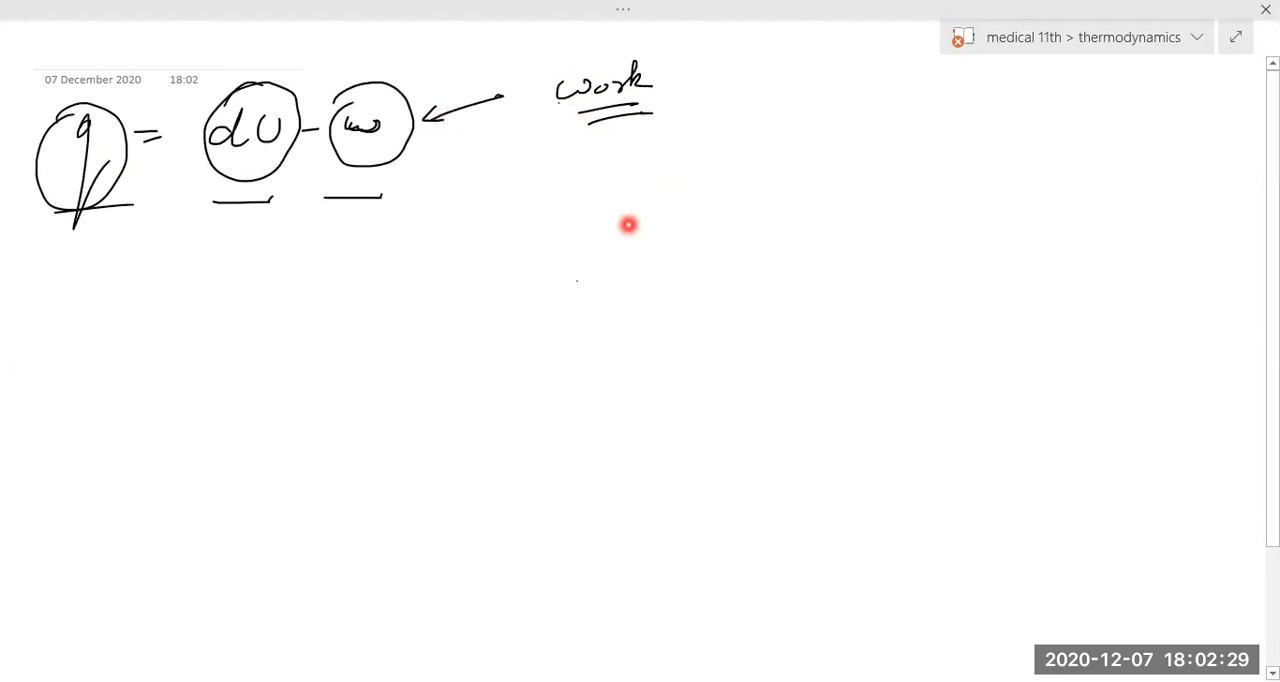 ...
medical 11th > thermodynamics
07 December 2020 18:02
work
q = dU - w
2020-12-07 18:02:29